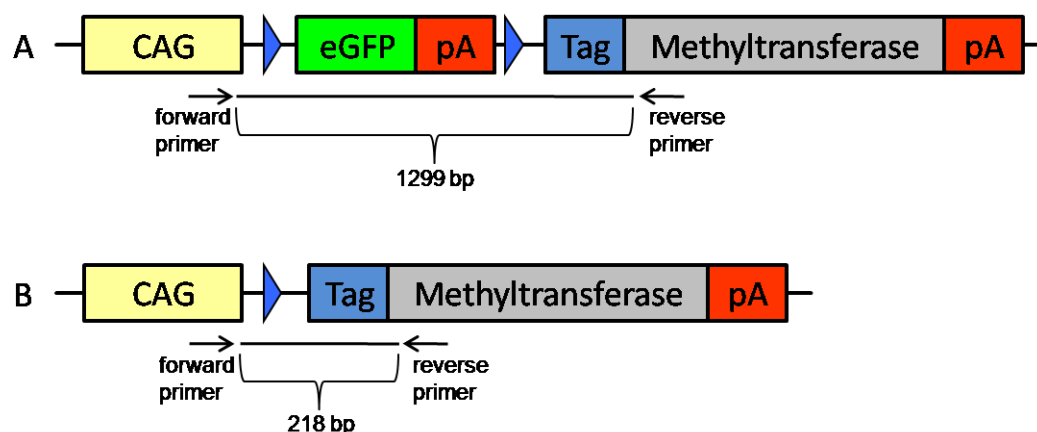 A CAG eGFP pA Tag Methyltransferase pA
forward primer
reverse primer
1299 bp
B CAG Tag Methyltransferase pA
forward primer
reverse primer
218 bp